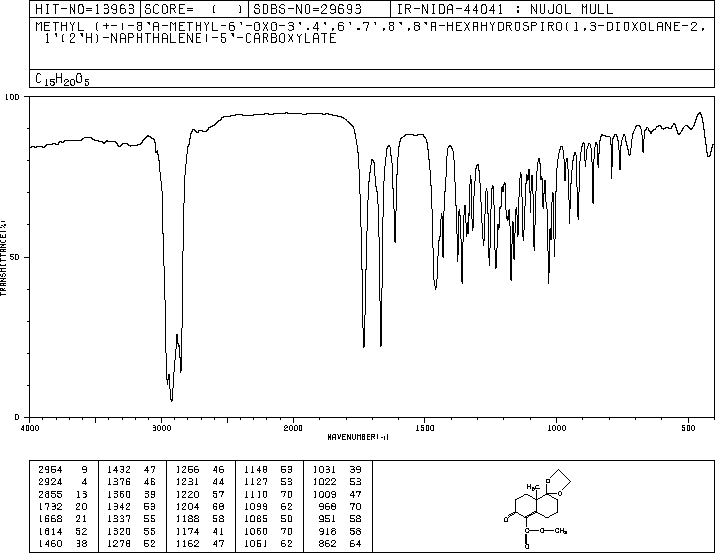 HIT-NO=13963 SCORE= ( ) SDBS-NO=29693 IR-NIDA-44041 : NUJOL MULL
METHYL (+-)-8'A-METHYL-6'-OXO-3'.4',6'.7',8',8'A-HEXAHYDROSPIRO(1,3-DIOXOLANE-2,
1'(2'H)-NAPHTHALENE)-5'-CARBOXYLATE
C15H20O5
100
TRANSMITTANCE(%)
50
0
4000 3000 2000 1500 1000 500
WAVENUMBER(-1)
2964 9 1432 47 1256 46 1148 59 1031 39
2924 4 1376 46 1231 44 1127 53 1022 53
2855 13 1360 39 1220 57 1110 70 1009 47
1732 20 1342 53 1204 68 1099 62 968 70
1668 21 1337 55 1188 58 1085 50 951 58
1614 52 1320 55 1174 41 1060 70 918 58
1460 38 1278 52 1162 47 1051 62 862 64
H3C
O
O
O
O
CH3
O